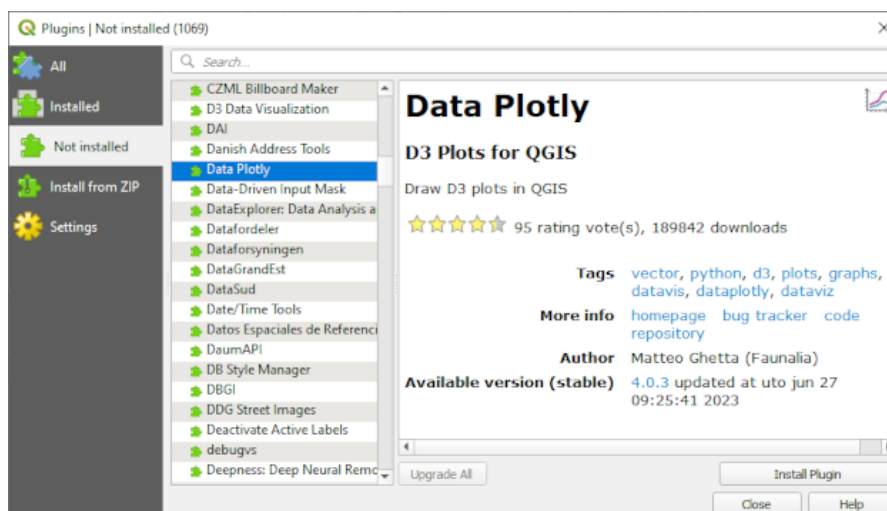 Plugins | Not installed (1069)
All
Installed
Not installed
Install from ZIP
Settings
Search...
CZML Billboard Maker
D3 Data Visualization
DAI
Danish Address Tools
Data Plotly
Data-Driven Input Mask
DataExplorer: Data Analysis a
Datafordeler
Dataforsyningen
DataGrandEst
DataSud
Date/Time Tools
Datos Espaciales de Referenci
DaumAPI
DB Style Manager
DBGI
DDG Street Images
Deactivate Active Labels
debugvs
Deepness: Deep Neural Remo
Data Plotly
D3 Plots for QGIS
Draw D3 plots in QGIS
95 rating vote(s), 189842 downloads
Tags vector, python, d3, plots, graphs,
datavis, dataplotly, dataviz
More info homepage bug tracker code
repository
Author Matteo Ghetta (Faunalia)
Available version (stable) 4.0.3 updated at uto jun 27
09:25:41 2023
Upgrade All
Install Plugin
Close
Help